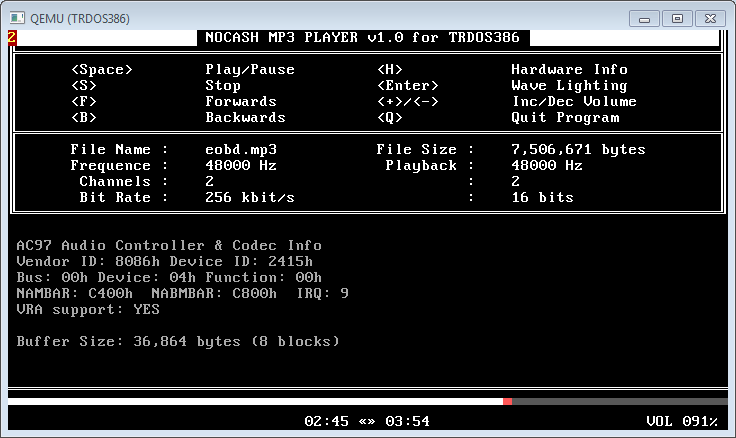 QEMU (TRDOS386)
2 NOCASH MP3 PLAYER v1.0 for TRDOS386
<Space> Play/Pause <H> Hardware Info
<S> Stop <Enter> Wave Lighting
<F> Forwards <+>/<-> Inc/Dec Volume
<B> Backwards <Q> Quit Program
File Name : eobd.mp3 File Size : 7,506,671 bytes
Frequence : 48000 Hz Playback : 48000 Hz
Channels : 2 : 2
Bit Rate : 256 kbit/s : 16 bits
AC97 Audio Controller & Codec Info
Vendor ID: 8086h Device ID: 2415h
Bus: 00h Device: 04h Function: 00h
NAMBAR: C400h NABMBAR: C800h IRQ: 9
VRA support: YES
Buffer Size: 36,864 bytes (8 blocks)
02:45 «» 03:54 VOL 091%